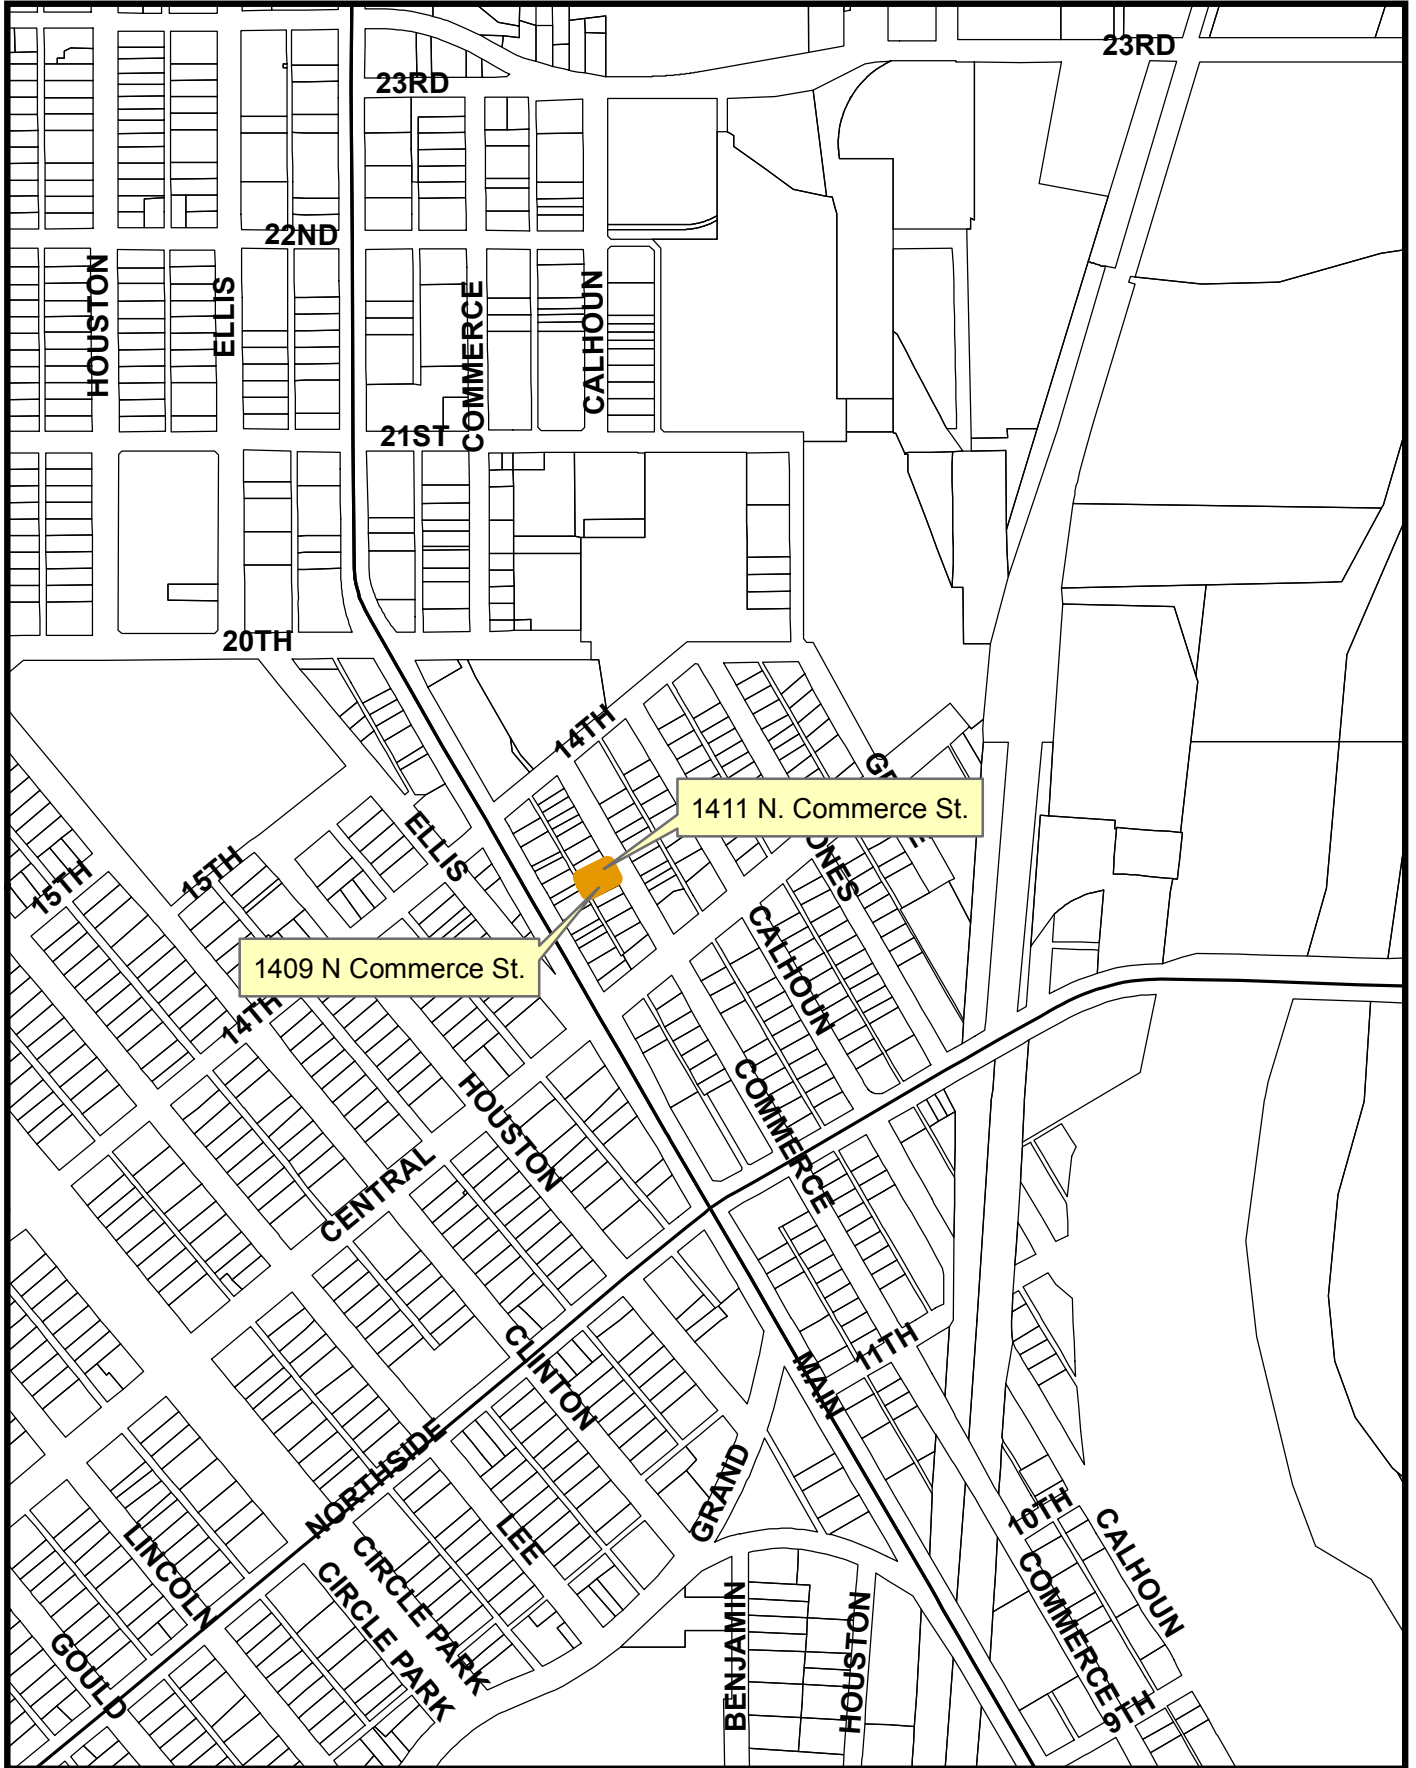 23RD
23RD
22ND
HOUSTON
ELLIS
COMMERCE
CALHOUN
21ST
20TH
14TH
1411 N. Commerce St.
ELLIS
15TH
15TH
CALHOUN
1409 N Commerce St.
14TH
HOUSTON
COMMERCE
CENTRAL
CLINTON
11TH
MAIN
NORTHSIDE
GRAND
LEE
10TH
CALHOUN
LINCOLN
CIRCLE PARK
CIRCLE PARK
COMMERCE
BENJAMIN
HOUSTON
GOULD
9TH